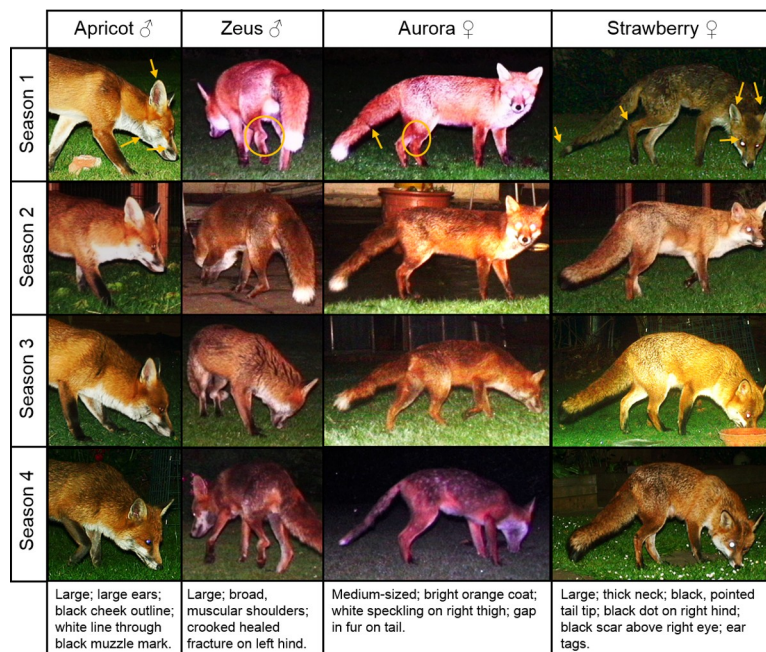 Apricot ♂
Zeus ♂
Aurora ♀
Strawberry ♀
Season 1
Season 2
Season 3
Season 4
Large; large ears;
black cheek outline;
white line through
black muzzle mark.
Large; broad,
muscular shoulders;
crooked healed
fracture on left hind.
Medium-sized; bright orange coat;
white speckling on right thigh; gap
in fur on tail.
Large; thick neck; black, pointed
tail tip; black dot on right hind;
black scar above right eye; ear
tags.